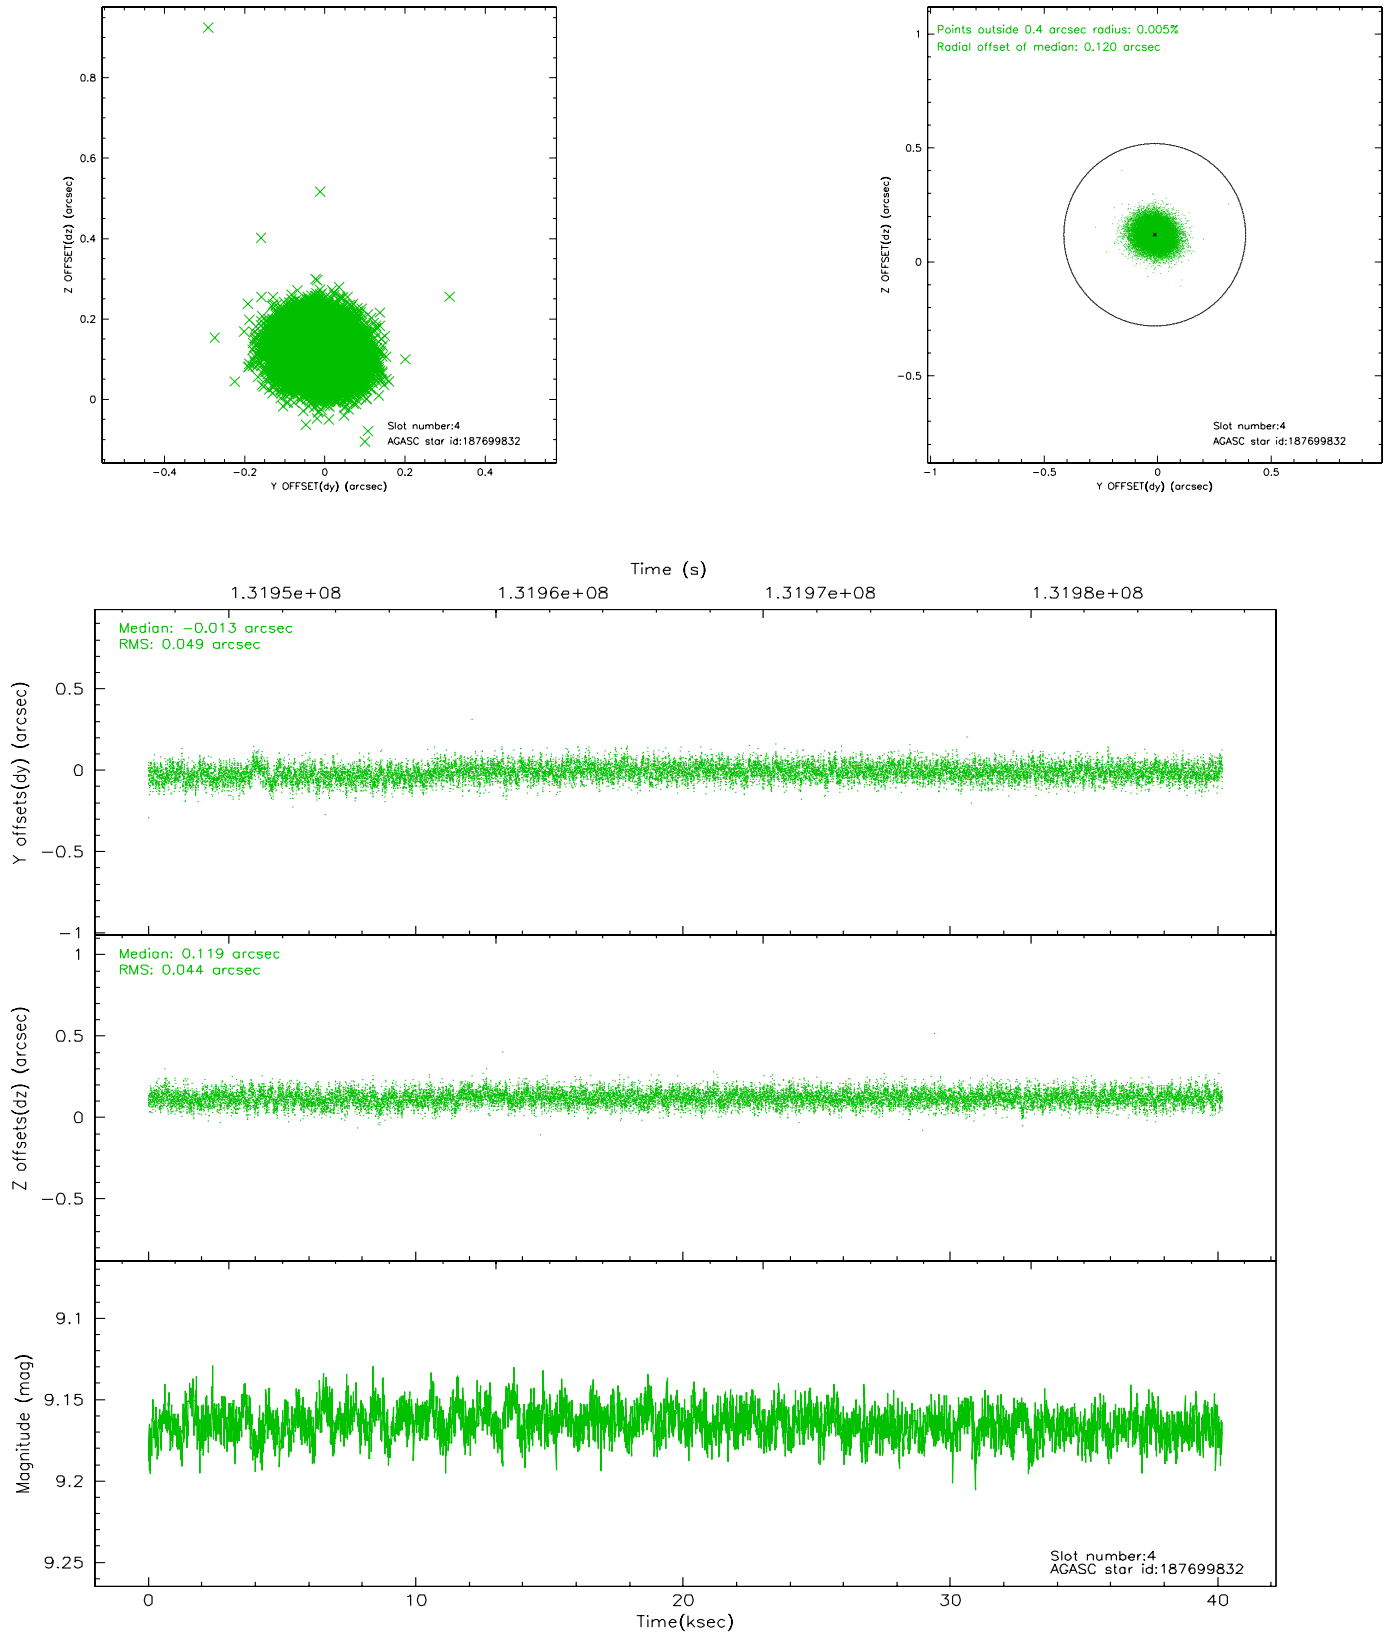 0.8
0.6
0.4
0.2
0
−0.4
−0.2
0
0.2
0.4
Z OFFSET(dz) (arcsec)
Y OFFSET(dy) (arcsec)
Slot number:4
AGASC star id:187699832
Points outside 0.4 arcsec radius: 0.005%
Radial offset of median: 0.120 arcsec
1
0.5
0
−0.5
−1
−0.5
0
0.5
Z OFFSET(dz) (arcsec)
Y OFFSET(dy) (arcsec)
Slot number:4
AGASC star id:187699832
Time (s)
1.3195e+08
1.3196e+08
1.3197e+08
1.3198e+08
Median: −0.013 arcsec
RMS: 0.049 arcsec
0.5
0
−0.5
−1
Y offsets(dy) (arcsec)
Median: 0.119 arcsec
RMS: 0.044 arcsec
1
0.5
0
−0.5
Z offsets(dz) (arcsec)
9.1
9.15
9.2
9.25
Magnitude (mag)
Slot number:4
AGASC star id:187699832
0
10
20
30
40
Time(ksec)